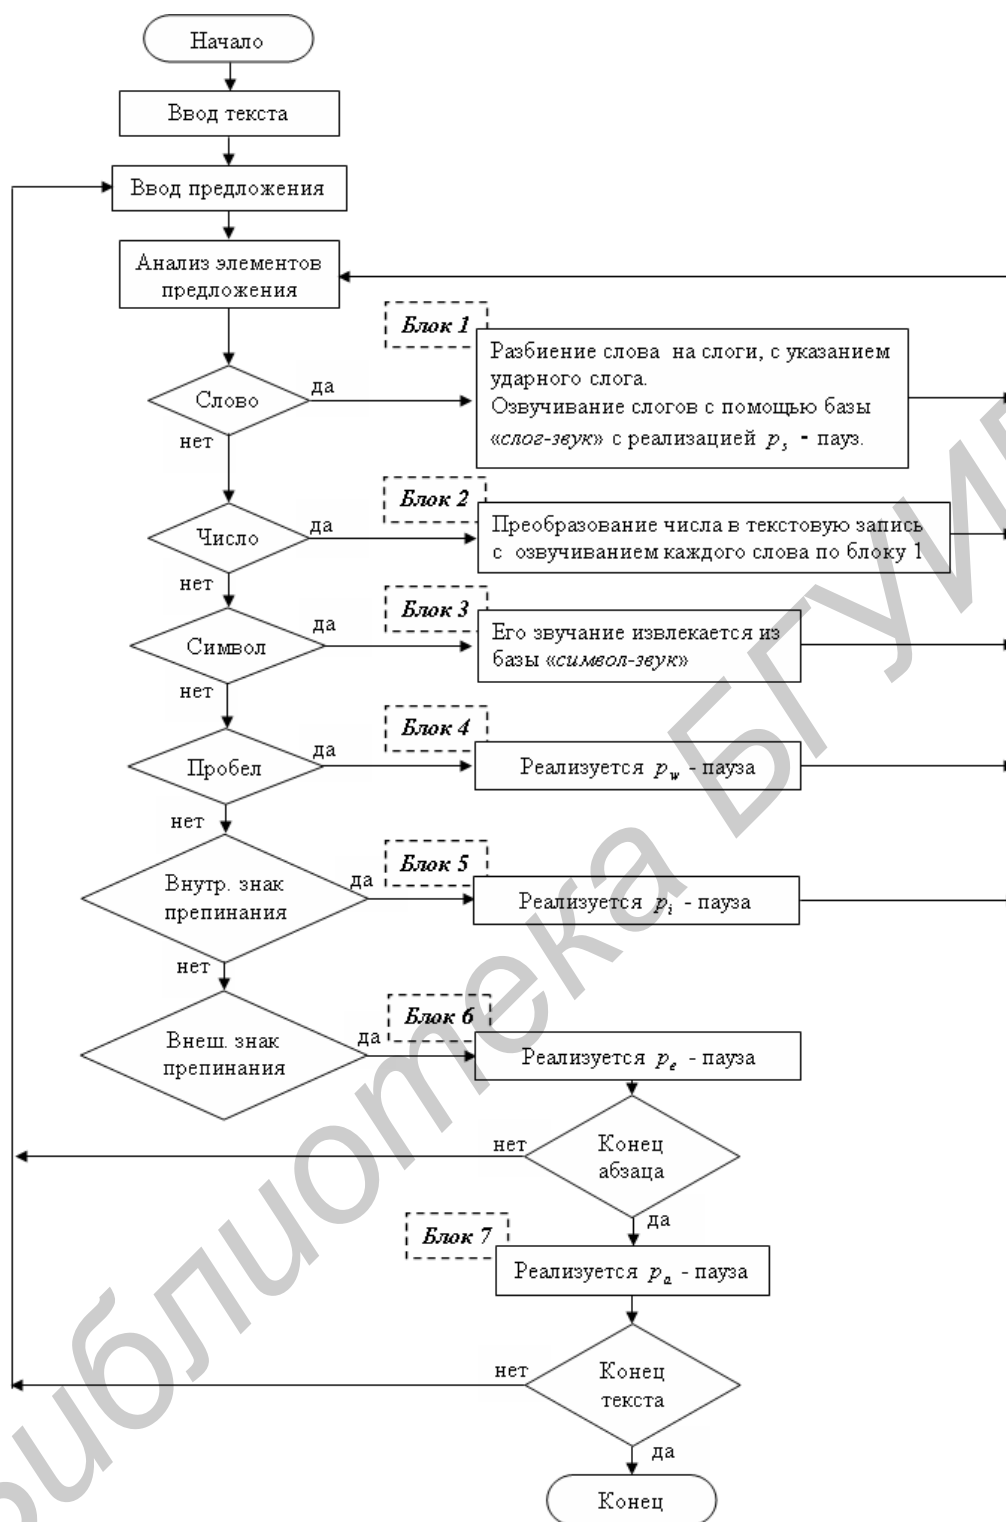 Начало
Ввод текста
Ввод предложения
Анализ элементов
предложения
Блок 1
Разбиение слова на слоги, с указанием
ударного слога.
Озвучивание слогов с помощью базы
«слог-звук» с реализацией pₛ - пауз.
Слово
да
нет
Блок 2
Преобразование числа в текстовую запись
с озвучиванием каждого слова по блоку 1
Число
да
нет
Блок 3
Его звучание извлекается из
базы «символ-звук»
Символ
да
нет
Блок 4
Реализуется p_w - пауза
Пробел
да
нет
Блок 5
Реализуется p_i - пауза
Внутр. знак
препинания
да
нет
Блок 6
Реализуется p_e - пауза
Внеш. знак
препинания
да
Конец
абзаца
нет
да
Блок 7
Реализуется p_a - пауза
Конец
текста
нет
да
Конец
Библиотека БГУИР